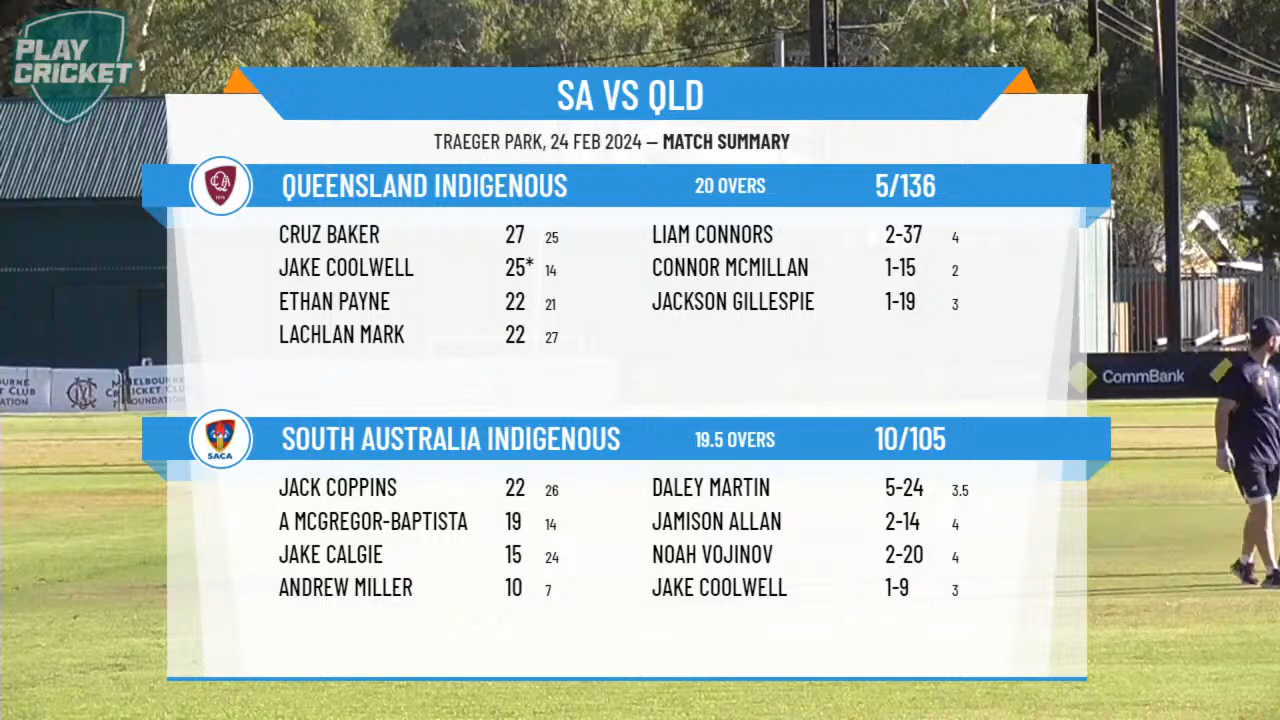 PLAY
CRICKET
SA VS QLD
TRAEGER PARK, 24 FEB 2024 – MATCH SUMMARY
QUEENSLAND INDIGENOUS 20 OVERS 5/136
CRUZ BAKER 27 25 LIAM CONNORS 2-37 4
JAKE COOLWELL 25* 14 CONNOR MCMILLAN 1-15 2
ETHAN PAYNE 22 21 JACKSON GILLESPIE 1-19 3
LACHLAN MARK 22 27
CommBank
SOUTH AUSTRALIA INDIGENOUS 19.5 OVERS 10/105
SACA
JACK COPPINS 22 26 DALEY MARTIN 5-24 3.5
A MCGREGOR-BAPTISTA 19 14 JAMISON ALLAN 2-14 4
JAKE CALGIE 15 24 NOAH VOJINOV 2-20 4
ANDREW MILLER 10 7 JAKE COOLWELL 1-9 3